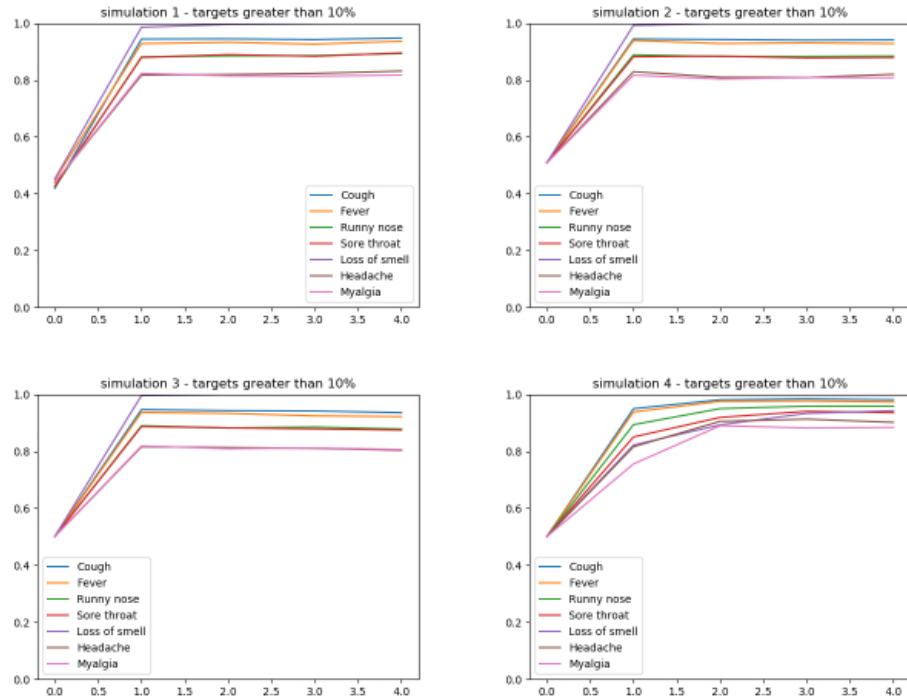 simulation 1 - targets greater than 10%
1.0
0.8
0.6
0.4
0.2
0.0
Cough
Fever
Runny nose
Sore throat
Loss of smell
Headache
Myalgia
0.0 0.5 1.0 1.5 2.0 2.5 3.0 3.5 4.0
simulation 2 - targets greater than 10%
1.0
0.8
0.6
0.4
0.2
0.0
Cough
Fever
Runny nose
Sore throat
Loss of smell
Headache
Myalgia
0.0 0.5 1.0 1.5 2.0 2.5 3.0 3.5 4.0
simulation 3 - targets greater than 10%
1.0
0.8
0.6
0.4
0.2
0.0
Cough
Fever
Runny nose
Sore throat
Loss of smell
Headache
Myalgia
0.0 0.5 1.0 1.5 2.0 2.5 3.0 3.5 4.0
simulation 4 - targets greater than 10%
1.0
0.8
0.6
0.4
0.2
0.0
Cough
Fever
Runny nose
Sore throat
Loss of smell
Headache
Myalgia
0.0 0.5 1.0 1.5 2.0 2.5 3.0 3.5 4.0